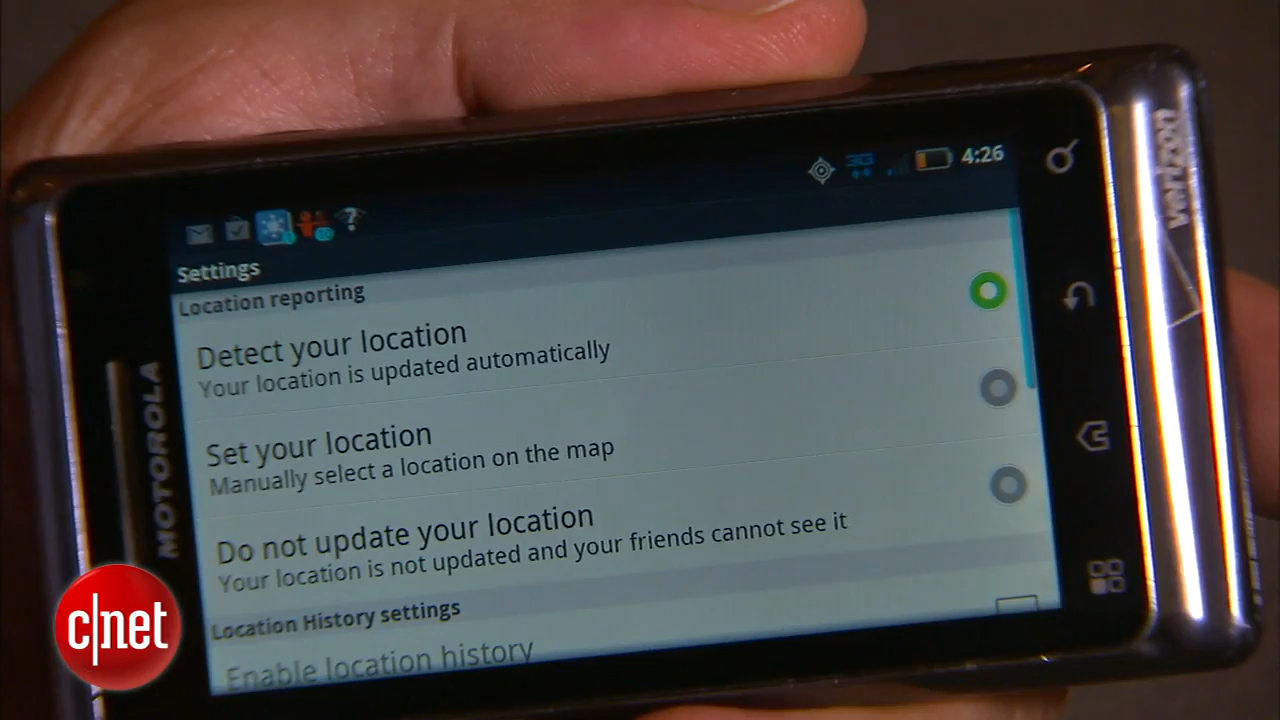 4:26
3G
Settings
Location reporting
Detect your location
Your location is updated automatically
Set your location
Manually select a location on the map
Do not update your location
Your location is not updated and your friends cannot see it
Location History settings
Enable location history
MOTOROLA
verizon
c|net